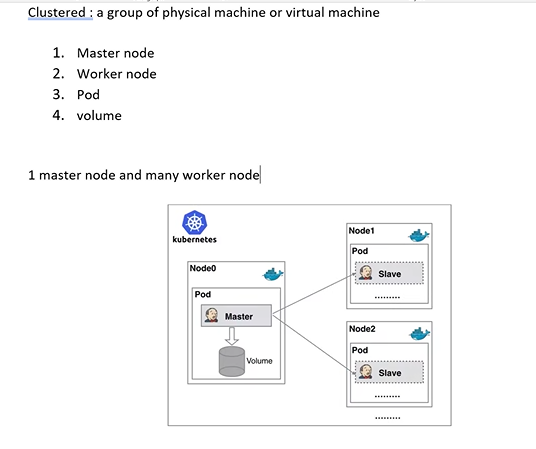 Clustered : a group of physical machine or virtual machine
1. Master node
2. Worker node
3. Pod
4. volume
1 master node and many worker node
kubernetes
Node0
Pod
Master
Volume
Node1
Pod
Slave
.........
Node2
Pod
Slave
.........
.........